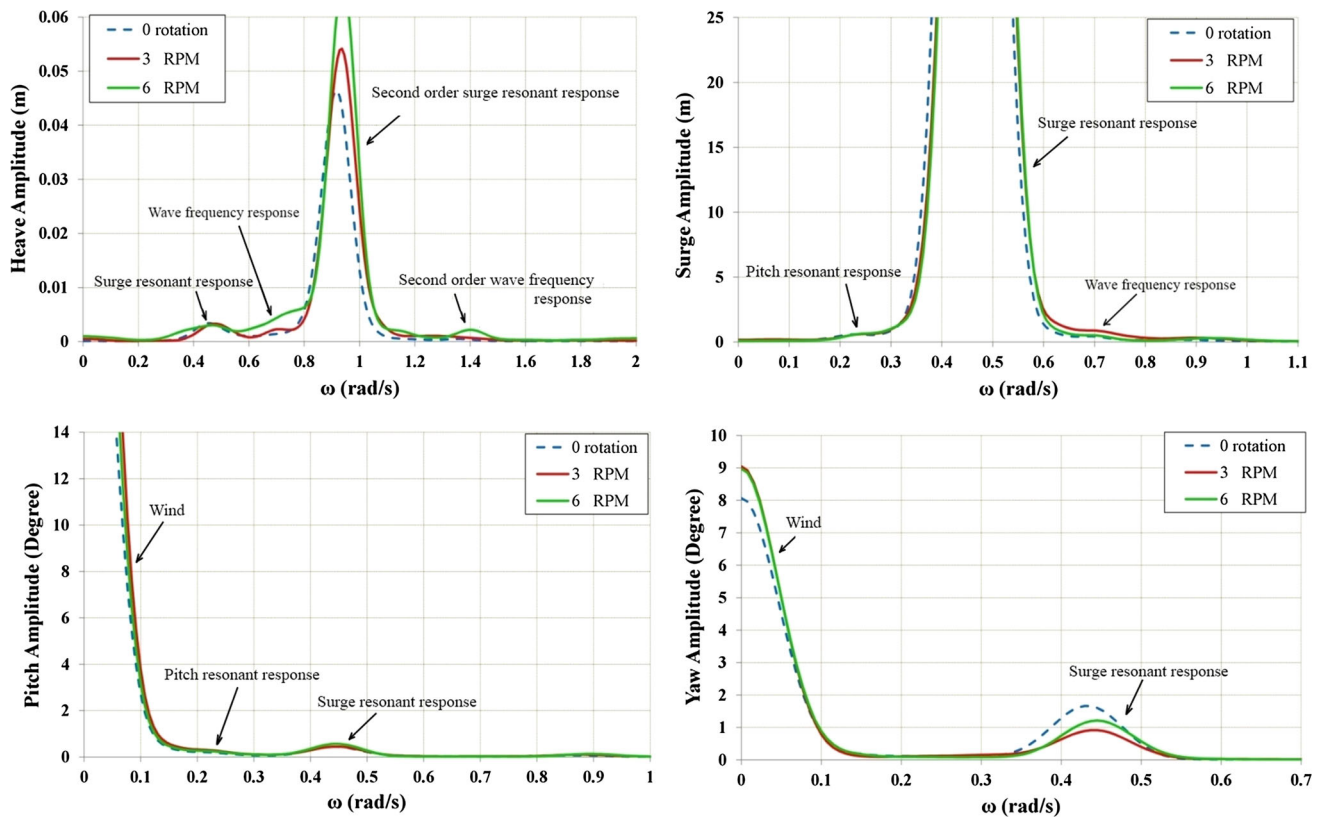 0 rotation
3 RPM
6 RPM
Heave Amplitude (m)
0.06
0.05
0.04
0.03
0.02
0.01
0
Second order surge resonant response
Wave frequency response
Surge resonant response
Second order wave frequency
response
0 0.2 0.4 0.6 0.8 1 1.2 1.4 1.6 1.8 2
ω (rad/s)
0 rotation
3 RPM
6 RPM
Surge Amplitude (m)
25
20
15
10
5
0
Surge resonant response
Pitch resonant response
Wave frequency response
0 0.1 0.2 0.3 0.4 0.5 0.6 0.7 0.8 0.9 1 1.1
ω (rad/s)
0 rotation
3 RPM
6 RPM
Pitch Amplitude (Degree)
14
12
10
8
6
4
2
0
Wind
Pitch resonant response
Surge resonant response
0 0.1 0.2 0.3 0.4 0.5 0.6 0.7 0.8 0.9 1
ω (rad/s)
0 rotation
3 RPM
6 RPM
Yaw Amplitude (Degree)
10
9
8
7
6
5
4
3
2
1
0
Wind
Surge resonant response
0 0.1 0.2 0.3 0.4 0.5 0.6 0.7
ω (rad/s)